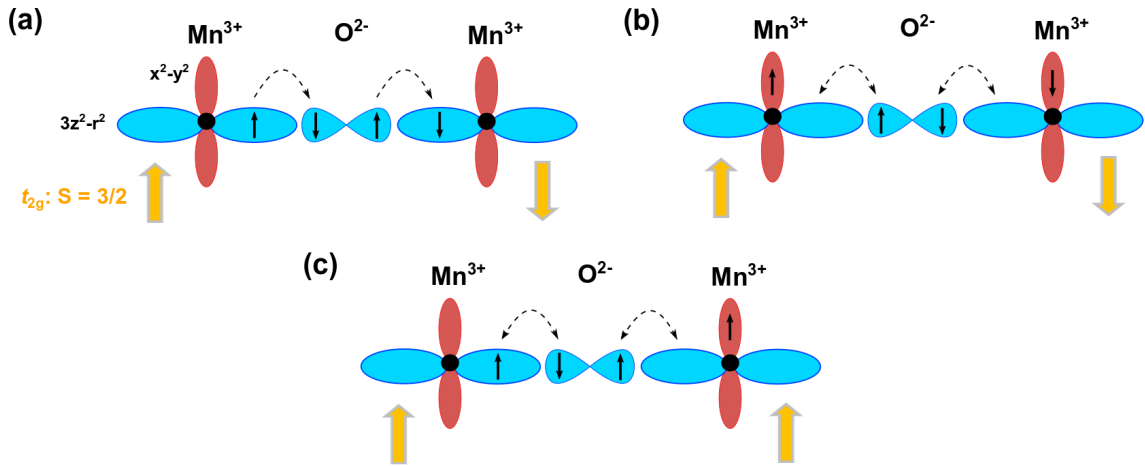 (a)
Mn³⁺ O²⁻ Mn³⁺
x²-y²
3z²-r²
t₂g: S = 3/2
(b)
Mn³⁺ O²⁻ Mn³⁺
(c)
Mn³⁺ O²⁻ Mn³⁺